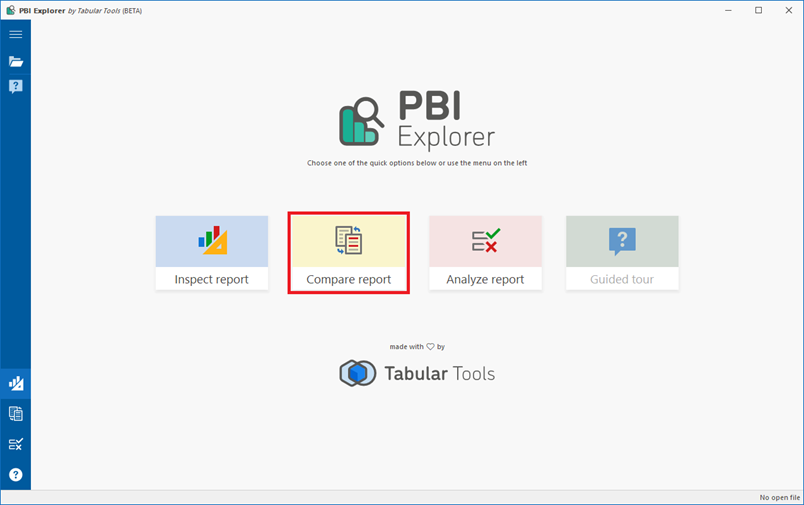 PBI Explorer by Tabular Tools (BETA)
PBI
Explorer
Choose one of the quick options below or use the menu on the left
Inspect report
Compare report
Analyze report
Guided tour
made with ♡ by
Tabular Tools
No open file